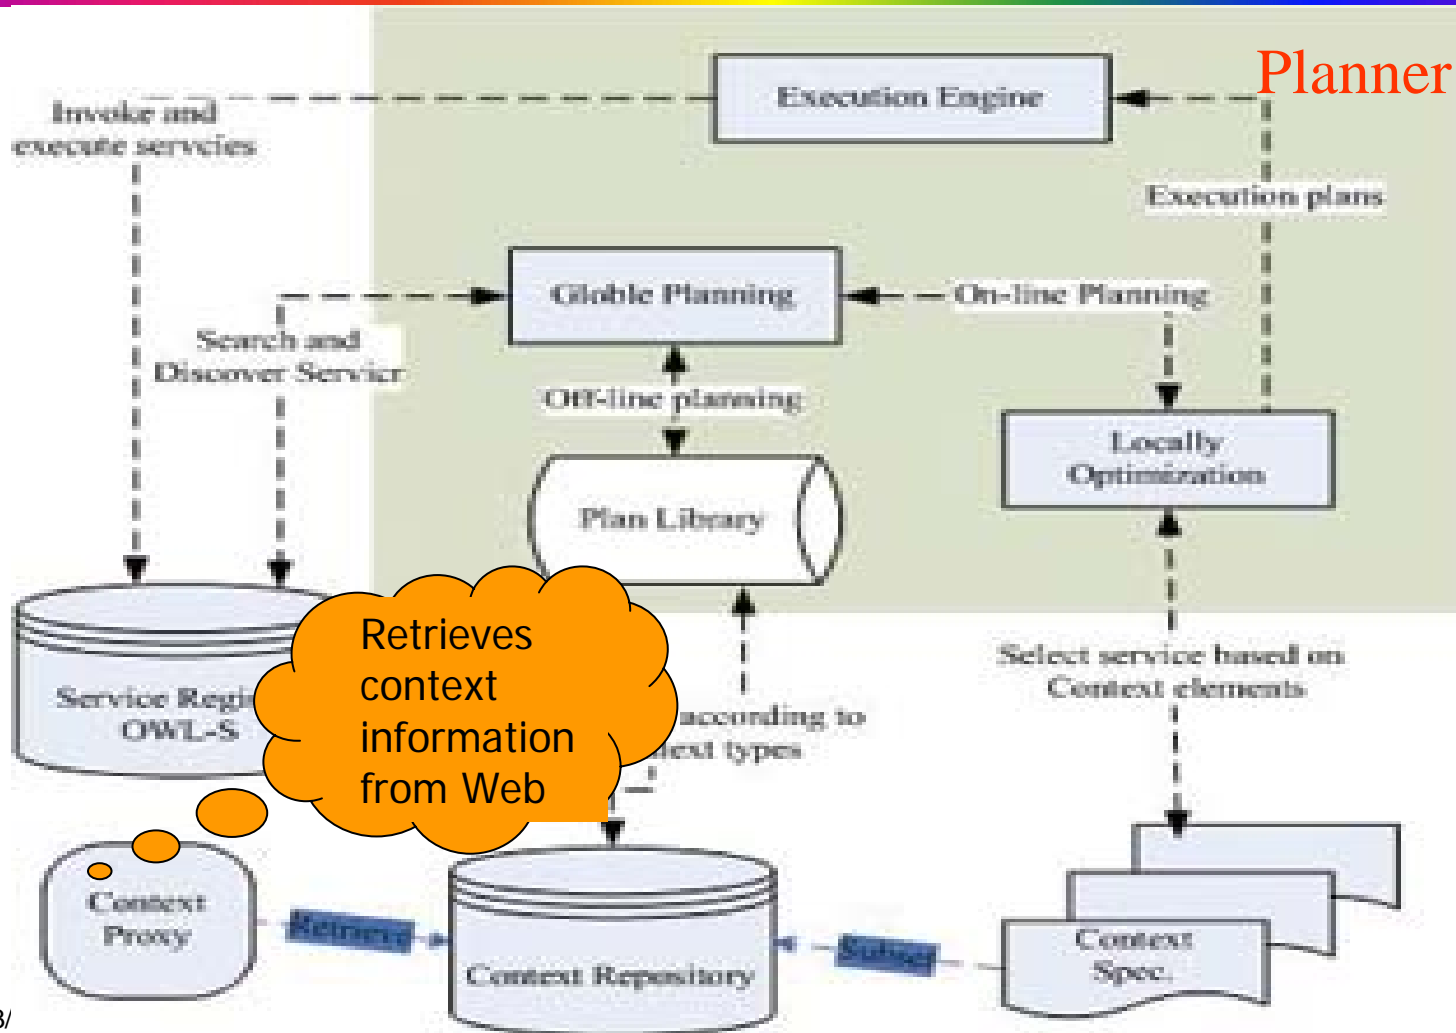 Planner
Execution Engine
Invoke and
execute servcies
Execution plans
Globle Planning
On-line Planning
Search and
Discover Servicr
Off-line planning
Locally
Optimization
Plan Library
Retrieves
context
information
from Web
Select service based on
Context elements
Service
OWL-S
according to
types
Context
Proxy
Retrieve
Context Repository
Subset
Context
Spec.